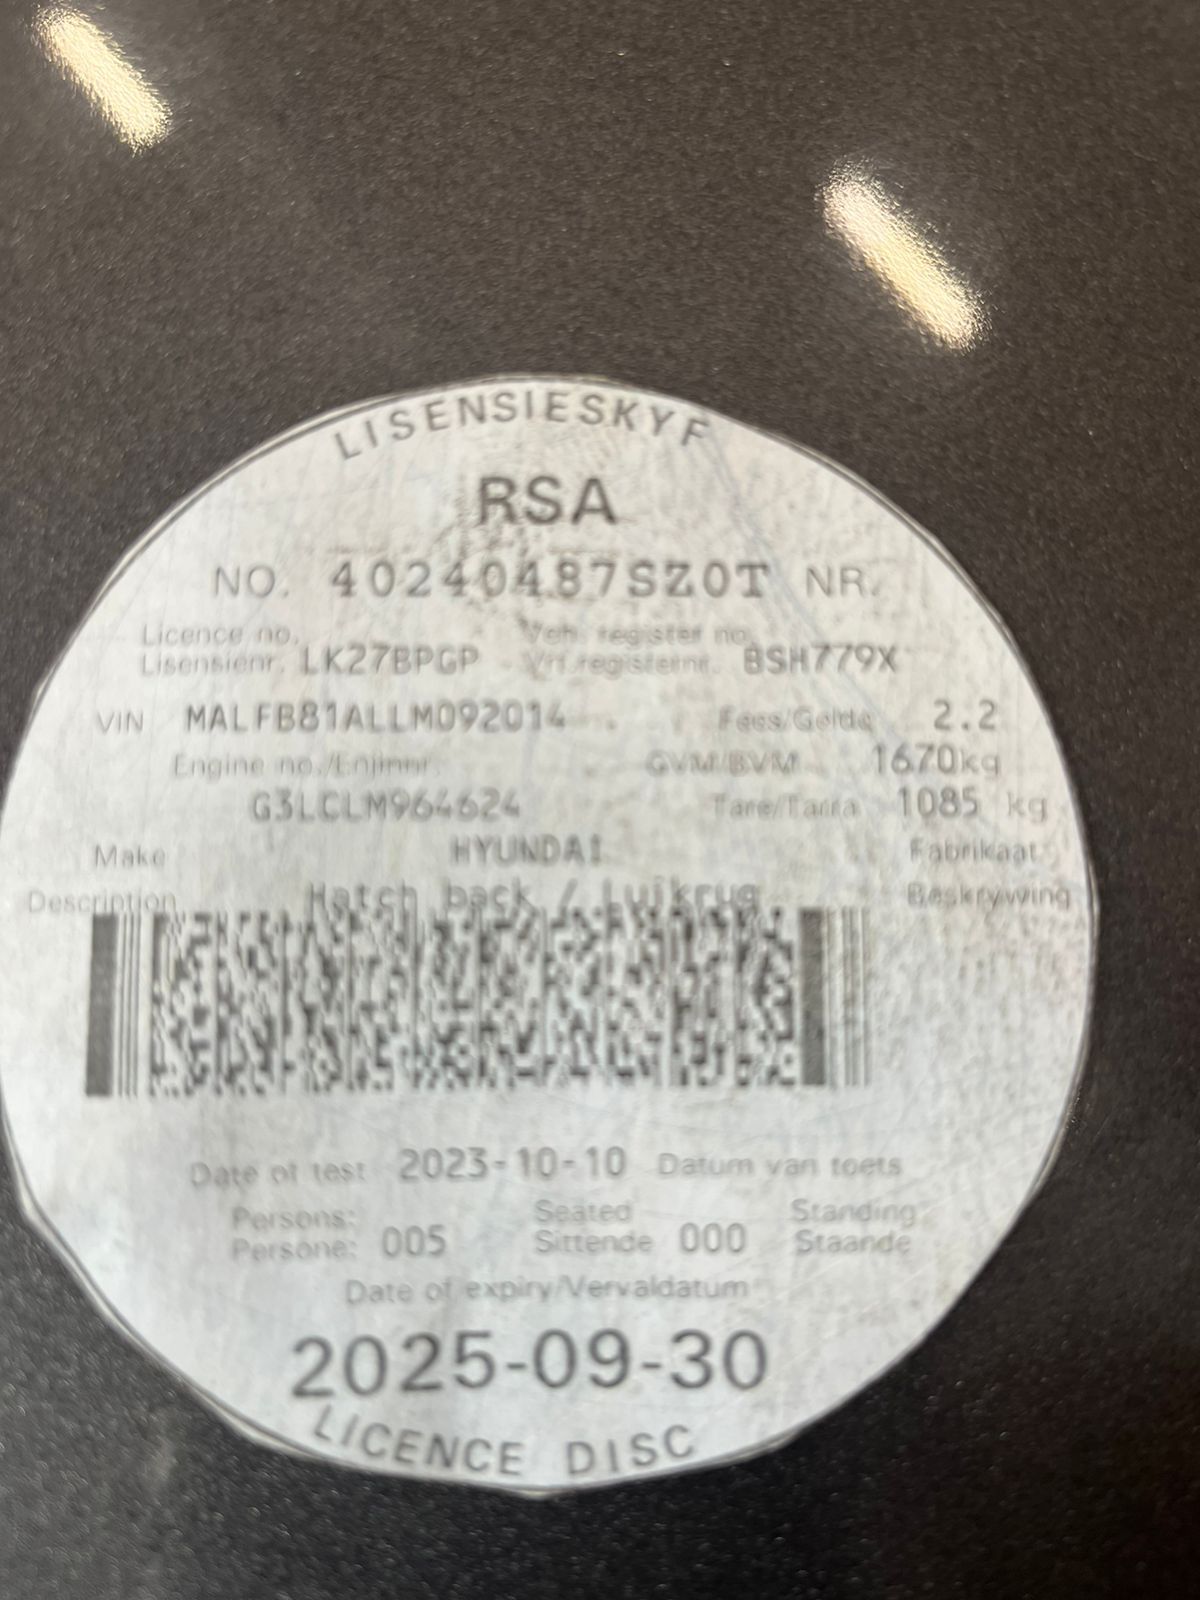 LISENSIESKYF
RSA
NO. 40240487SZ0T NR.
Licence no. Veh. register no.
Lisensienr. LK27BPGP Vrt.registernr. BSH779X
VIN MALFB81ALLM092014 Fees/Gelde 2.2
Engine no./Enjinnr. GVM/BVM 1670kg
G3LCLM964624 Tare/Tarra 1085 kg
Make HYUNDAI Fabrikaat
Description Hatch back / Luikrug Beskrywing
Date of test 2023-10-10 Datum van toets
Persons: Seated Standing
Persone: 005 Sittende 000 Staande
Date of expiry/Vervaldatum
2025-09-30
LICENCE DISC